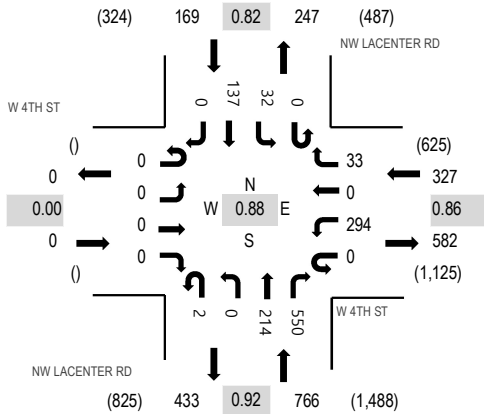 (324) 169 0.82 247 (487)
NW LACENTER RD
0 137 32 0
W 4TH ST
() (625)
0 0 33 327
0.00 0 N 0 0.86
W 0.88 E
0 0 S 294 582
() 0 0 (1,125)
2 0 214 550
W 4TH ST
NW LACENTER RD
(825) 433 0.92 766 (1,488)